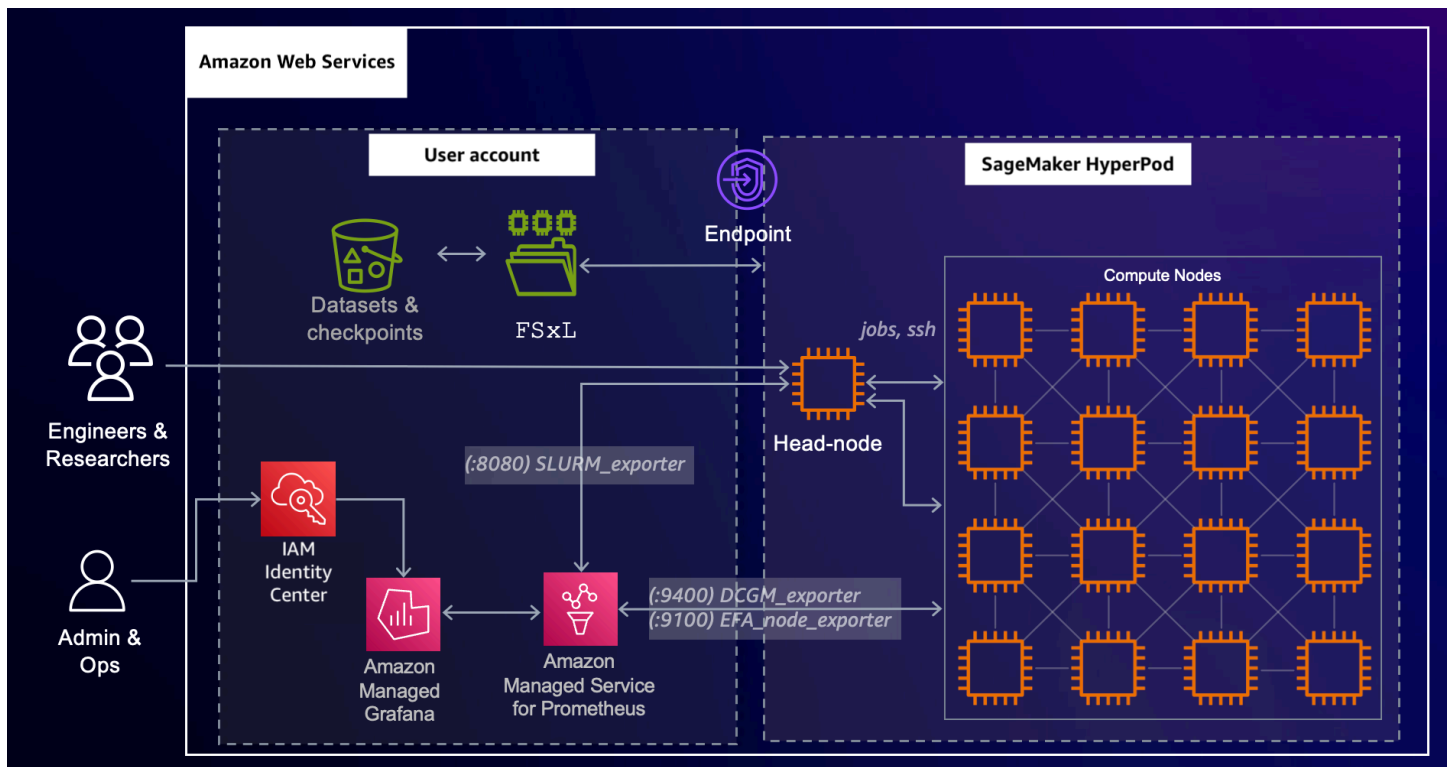 Amazon Web Services
User account
SageMaker HyperPod
Endpoint
Compute Nodes
Datasets &
checkpoints
FSxL
jobs, ssh
Engineers &
Researchers
Head-node
(:8080) SLURM_exporter
IAM
Identity
Center
(:9400) DCGM_exporter
(:9100) EFA_node_exporter
Admin &
Ops
Amazon
Managed
Grafana
Amazon
Managed Service
for Prometheus